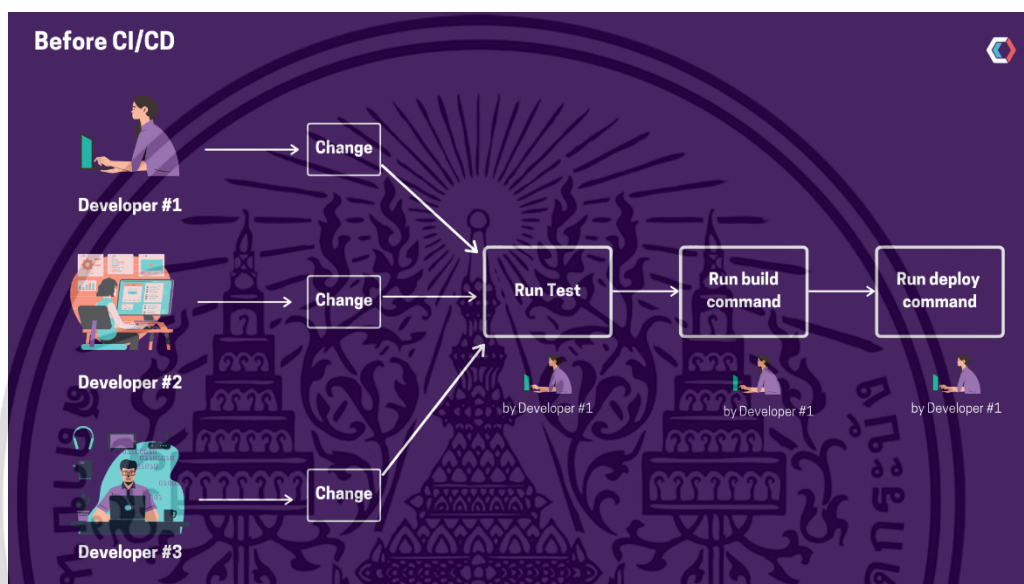 Before CI/CD
Developer #1
Change
Developer #2
Change
Developer #3
Change
Run Test
by Developer #1
Run build
command
by Developer #1
Run deploy
command
by Developer #1